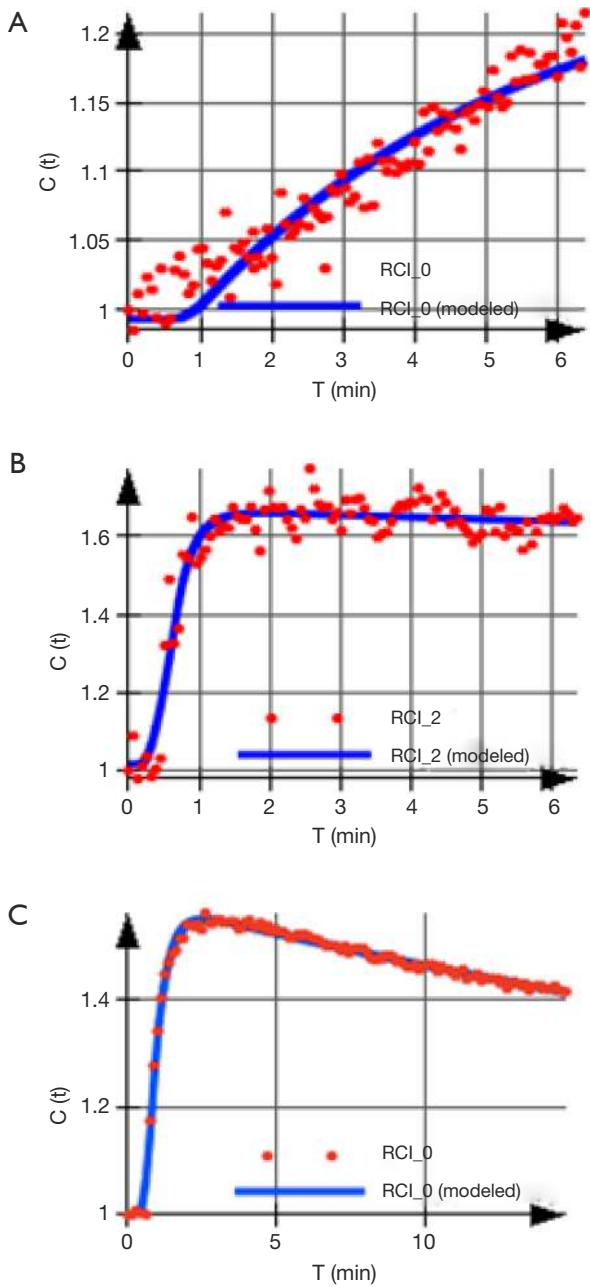 A
1.2
1.15
C (t)
1.1
1.05
RCI_0
1
RCI_0 (modeled)
0 1 2 3 4 5 6
T (min)
B
1.6
C (t)
1.4
1.2
RCI_2
RCI_2 (modeled)
1
0 1 2 3 4 5 6
T (min)
C
1.4
C (t)
1.2
RCI_0
RCI_0 (modeled)
1
0 5 10
T (min)